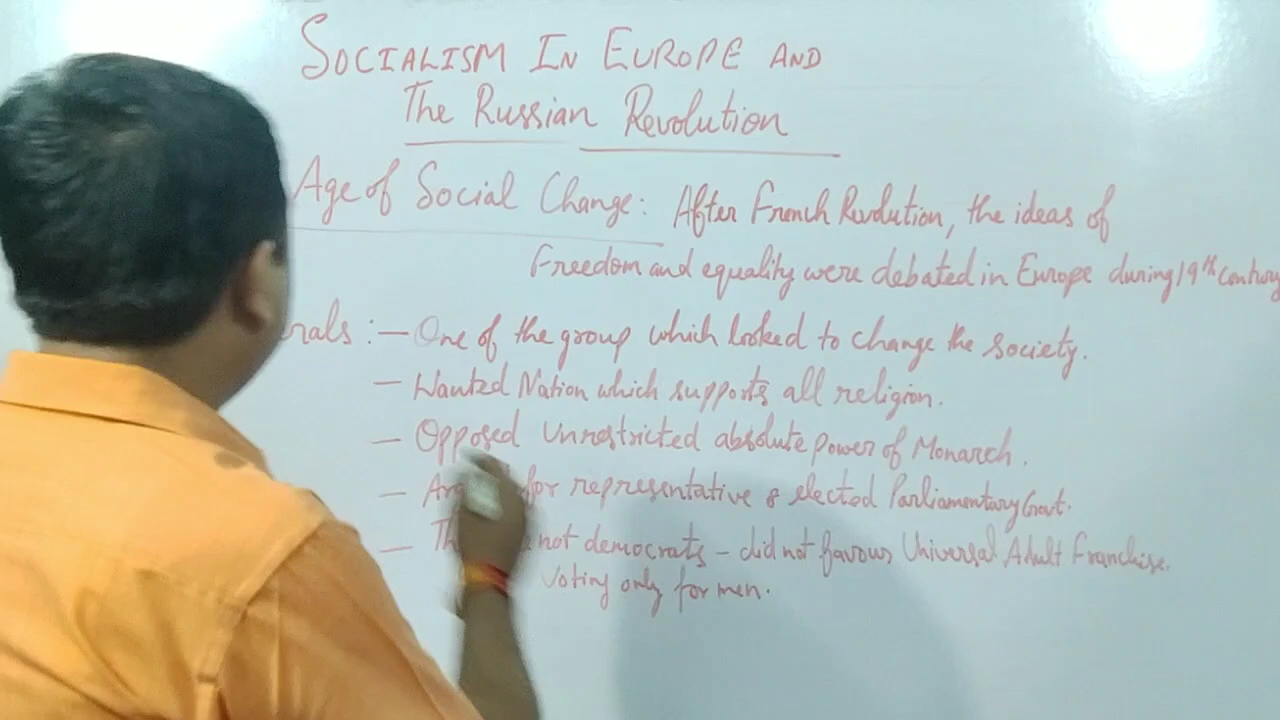 SOCIALISM IN EUROPE AND
The Russian Revolution
Age of Social Change: After French Revolution, the ideas of
Freedom and equality were debated in Europe during 19th Century
rals :- One of the group which looked to change the society.
- Wanted Nation which supports all religion.
- Opposed Unrestricted absolute power of Monarch.
- for representative & elected Parliamentary Govt.
- not democrats - did not favour Universal Adult Franchise.
Voting only for men.